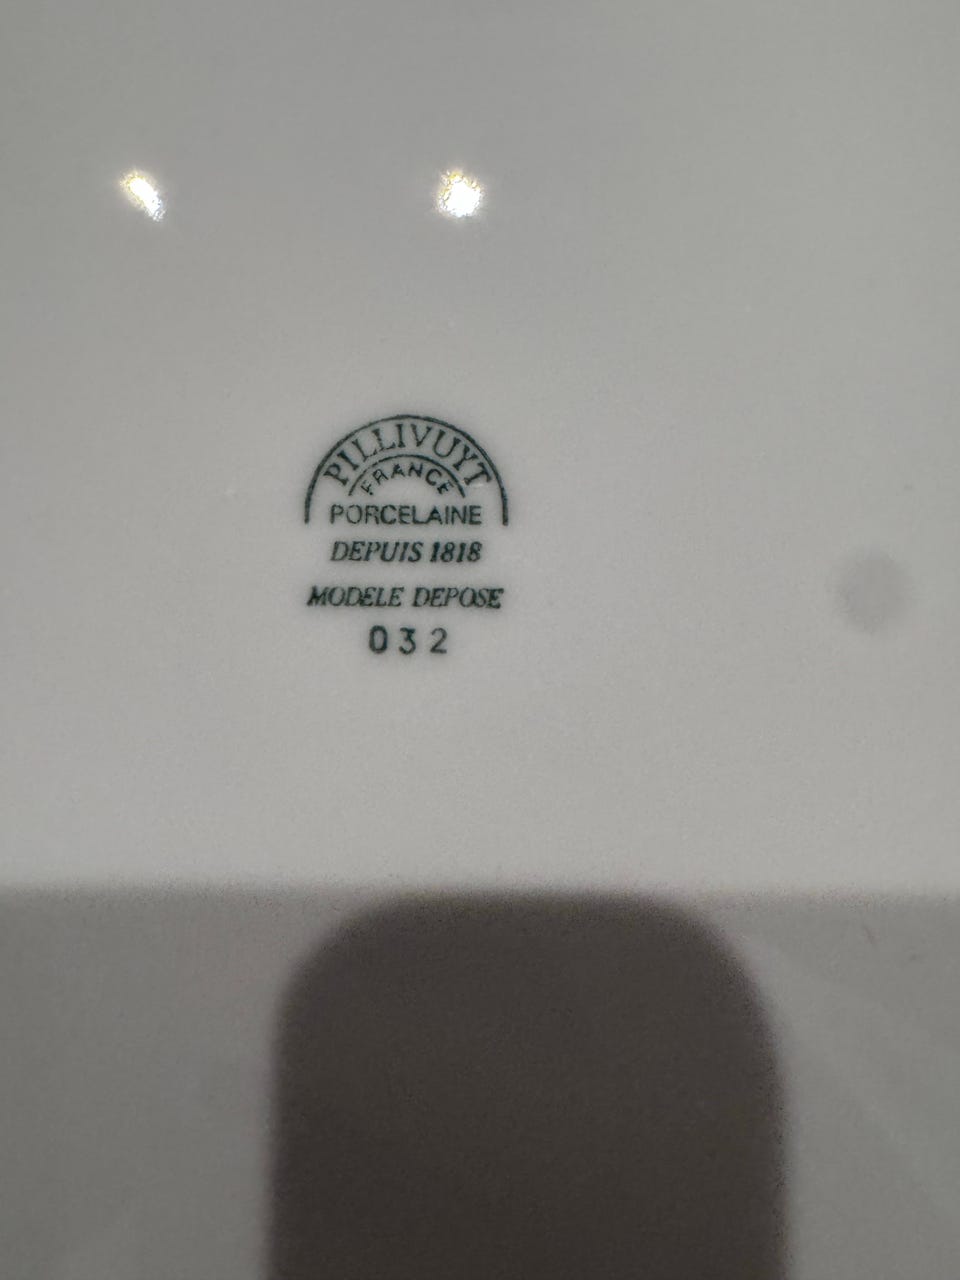 PILLIVUYT
FRANCE
PORCELAINE
DEPUIS 1818
MODELE DEPOSE
032